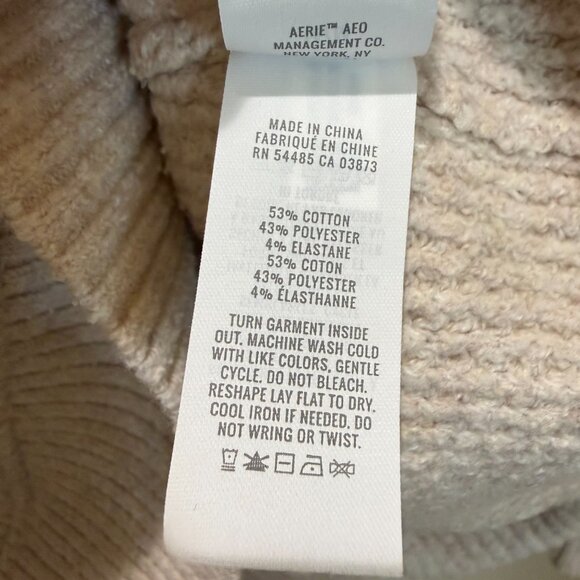 AERIE™ AEO
MANAGEMENT CO.
NEW YORK, NY
MADE IN CHINA
FABRIQUÉ EN CHINE
RN 54485 CA 03873
53% COTTON
43% POLYESTER
4% ELASTANE
53% COTON
43% POLYESTER
4% ÉLASTHANNE
TURN GARMENT INSIDE
OUT. MACHINE WASH COLD
WITH LIKE COLORS, GENTLE
CYCLE. DO NOT BLEACH.
RESHAPE LAY FLAT TO DRY.
COOL IRON IF NEEDED. DO
NOT WRING OR TWIST.